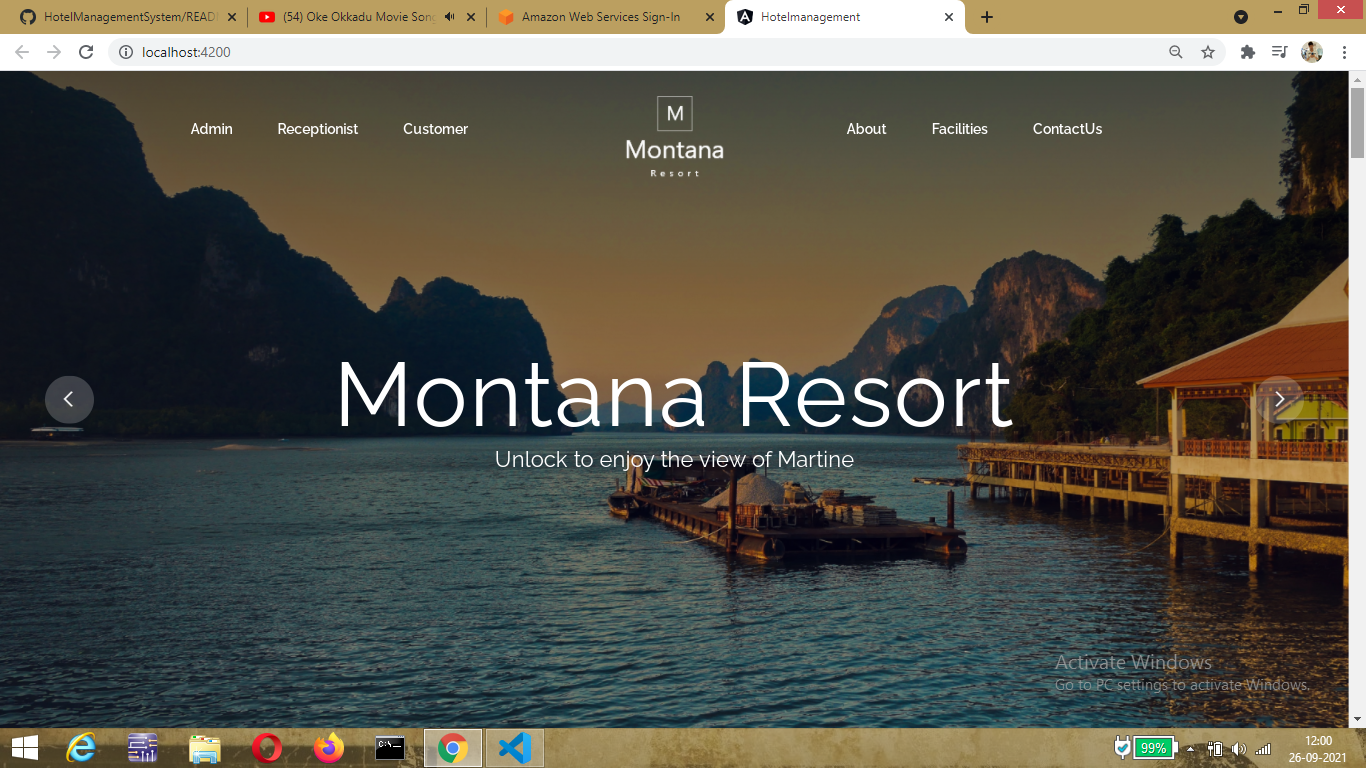 HotelManagementSystem/READ
(54) Oke Okkadu Movie Song
Amazon Web Services Sign-In
Hotelmanagement
localhost:4200
Admin
Receptionist
Customer
M
Montana
Resort
About
Facilities
ContactUs
Montana Resort
Unlock to enjoy the view of Martine
Activate Windows
Go to PC settings to activate Windows.
99%
12:00
26-09-2021